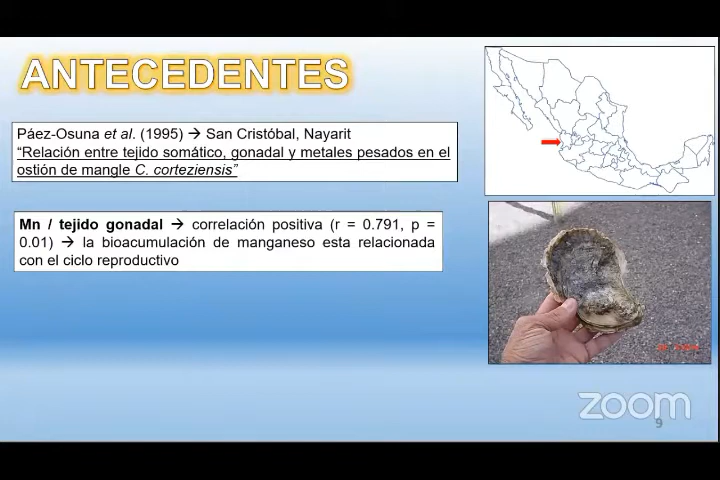 ANTECEDENTES
Páez-Osuna et al. (1995) → San Cristóbal, Nayarit
“Relación entre tejido somático, gonadal y metales pesados en el
ostión de mangle C. corteziensis”
Mn / tejido gonadal → correlación positiva (r = 0.791, p =
0.01) → la bioacumulación de manganeso esta relacionada
con el ciclo reproductivo
zoom
9